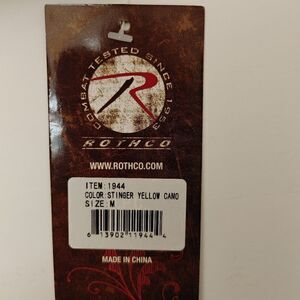 COMBAT TESTED SINCE 1953
R
ROTHCO
WWW.ROTHCO.COM
ITEM:1944
COLOR:STINGER YELLOW CAMO
SIZE:M
6 13902 11944 4
MADE IN CHINA